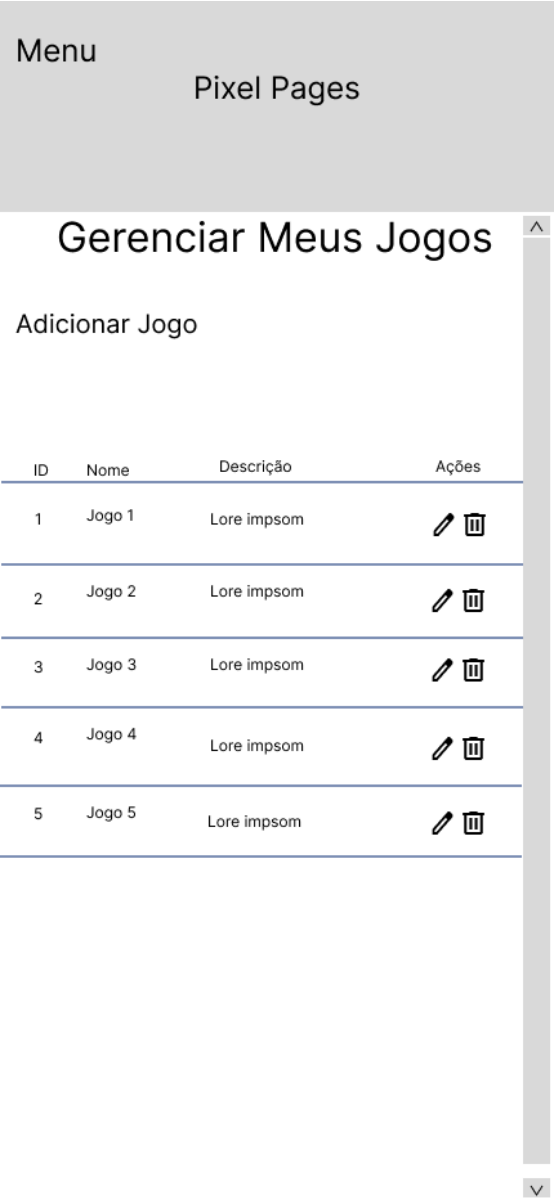 Menu
Pixel Pages
Gerenciar Meus Jogos
Adicionar Jogo
ID Nome Descrição Ações
1 Jogo 1 Lore impsom
2 Jogo 2 Lore impsom
3 Jogo 3 Lore impsom
4 Jogo 4 Lore impsom
5 Jogo 5 Lore impsom